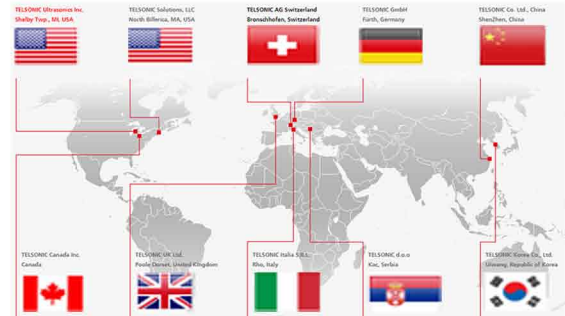 TELSONIC Ultrasonics Inc.
Shelby Twp., MI, USA
TELSONIC Solutions, LLC
North Billerica, MA, USA
TELSONIC AG Switzerland
Bronschhofen, Switzerland
TELSONIC GmbH
Fürth, Germany
TELSONIC Co. Ltd., China
ShenZhen, China
TELSONIC Canada Inc.
Canada
TELSONIC UK Ltd.
Poole Dorset, United Kingdom
TELSONIC Italia S.R.L.
Rho, Italy
TELSONIC d.o.o
Kac, Serbia
TELSONIC Korea Co., Ltd.
Republic of Korea